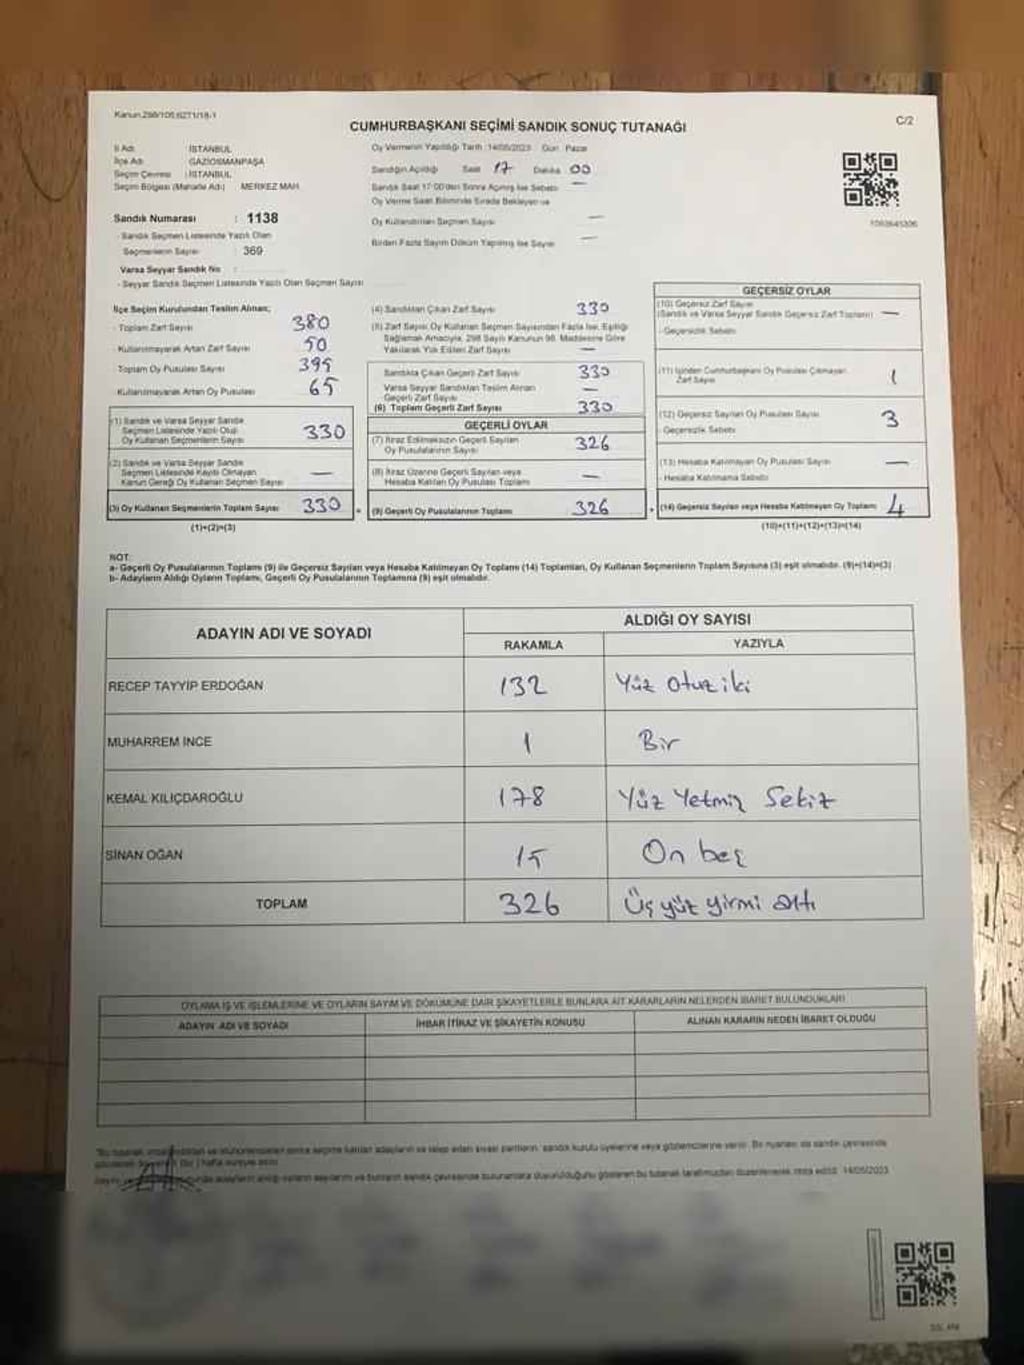 Kanun.298/105,6271/18-1
C/2
CUMHURBAŞKANI SEÇİMİ SANDIK SONUÇ TUTANAĞI
İl Adı : İSTANBUL
İlçe Adı : GAZİOSMANPAŞA
Seçim Çevresi : İSTANBUL
Seçim Bölgesi (Mahalle Adı) : MERKEZ MAH.
Sandık Numarası : 1138
- Sandık Seçmen Listesinde Yazılı Olan
Seçmenlerin Sayısı : 369
Varsa Seyyar Sandık No :
- Seyyar Sandık Seçmen Listesinde Yazılı Olan Seçmen Sayısı
Oy Vermenin Yapıldığı Tarih :14/05/2023 Gün Pazar
Sandığın Açıldığı Saat 17 Dakika 00
Sandık Saat 17:00'den Sonra Açılmış İse Sebebi —
Oy Verme Saati Bitiminde Sırada Bekleyen ve
Oy Kullandırılan Seçmen Sayısı —
Birden Fazla Sayım Döküm Yapılmış İse Sayısı —
İlçe Seçim Kurulundan Teslim Alınan;
- Toplam Zarf Sayısı 380
- Kullanılmayarak Artan Zarf Sayısı 50
- Toplam Oy Pusulası Sayısı 395
- Kullanılmayarak Artan Oy Pusulası 65
(1) Sandık ve Varsa Seyyar Sandık
Seçmen Listesinde Yazılı Olup
Oy Kullanan Seçmenlerin Sayısı 330
(2) Sandık ve Varsa Seyyar Sandık
Seçmen Listesinde Kayıtlı Olmayan
Kanun Gereği Oy Kullanan Seçmen Sayısı —
(3) Oy Kullanan Seçmenlerin Toplam Sayısı 330
(1)+(2)=(3)
(4) Sandıktan Çıkan Zarf Sayısı 330
(5) Zarf Sayısı Oy Kullanan Seçmen Sayısından Fazla İse, Eşitliği
Sağlamak Amacıyla, 298 Sayılı Kanunun 98. Maddesine Göre
Yakılarak Yok Edilen Zarf Sayısı —
Sandıkta Çıkan Geçerli Zarf Sayısı 330
Varsa Seyyar Sandıktan Teslim Alınan
Geçerli Zarf Sayısı —
(6) Toplam Geçerli Zarf Sayısı 330
GEÇERLİ OYLAR
(7) İtiraz Edilmeksizin Geçerli Sayılan
Oy Pusulalarının Sayısı 326
(8) İtiraz Üzerine Geçerli Sayılan veya
Hesaba Katılan Oy Pusulası Toplamı —
= (9) Geçerli Oy Pusulalarının Toplamı 326
GEÇERSİZ OYLAR
(10) Geçersiz Zarf Sayısı
(Sandık ve Varsa Seyyar Sandık Geçersiz Zarf Toplamı) —
- Geçersizlik Sebebi
(11) İçinden Cumhurbaşkanı Oy Pusulası Çıkmayan
Zarf Sayısı 1
(12) Geçersiz Sayılan Oy Pusulası Sayısı 3
- Geçersizlik Sebebi
(13) Hesaba Katılmayan Oy Pusulası Sayısı —
- Hesaba Katılmama Sebebi
+ (14) Geçersiz Sayılan veya Hesaba Katılmayan Oy Toplamı 4
(10)+(11)+(12)+(13)=(14)
NOT:
a- Geçerli Oy Pusulalarının Toplamı (9) ile Geçersiz Sayılan veya Hesaba Katılmayan Oy Toplamı (14) Toplamları, Oy Kullanan Seçmenlerin Toplam Sayısına (3) eşit olmalıdır. (9)+(14)=(3)
b- Adayların Aldığı Oyların Toplamı, Geçerli Oy Pusulalarının Toplamına (9) eşit olmalıdır.
ADAYIN ADI VE SOYADI
ALDIĞI OY SAYISI
RAKAMLA YAZIYLA
RECEP TAYYİP ERDOĞAN 132 Yüz Otuz iki
MUHARREM İNCE 1 Bir
KEMAL KILIÇDAROĞLU 178 Yüz Yetmiş Sekiz
SİNAN OĞAN 15 On beş
TOPLAM 326 Üç yüz yirmi altı
OYLAMA İŞ VE İŞLEMLERİNE VE OYLARIN SAYIM VE DÖKÜMÜNE DAİR ŞİKAYETLERLE BUNLARA AİT KARARLARIN NELERDEN İBARET BULUNDUKLARI
ADAYIN ADI VE SOYADI İHBAR İTİRAZ VE ŞİKAYETİN KONUSU ALINAN KARARIN NEDEN İBARET OLDUĞU
14/05/2023